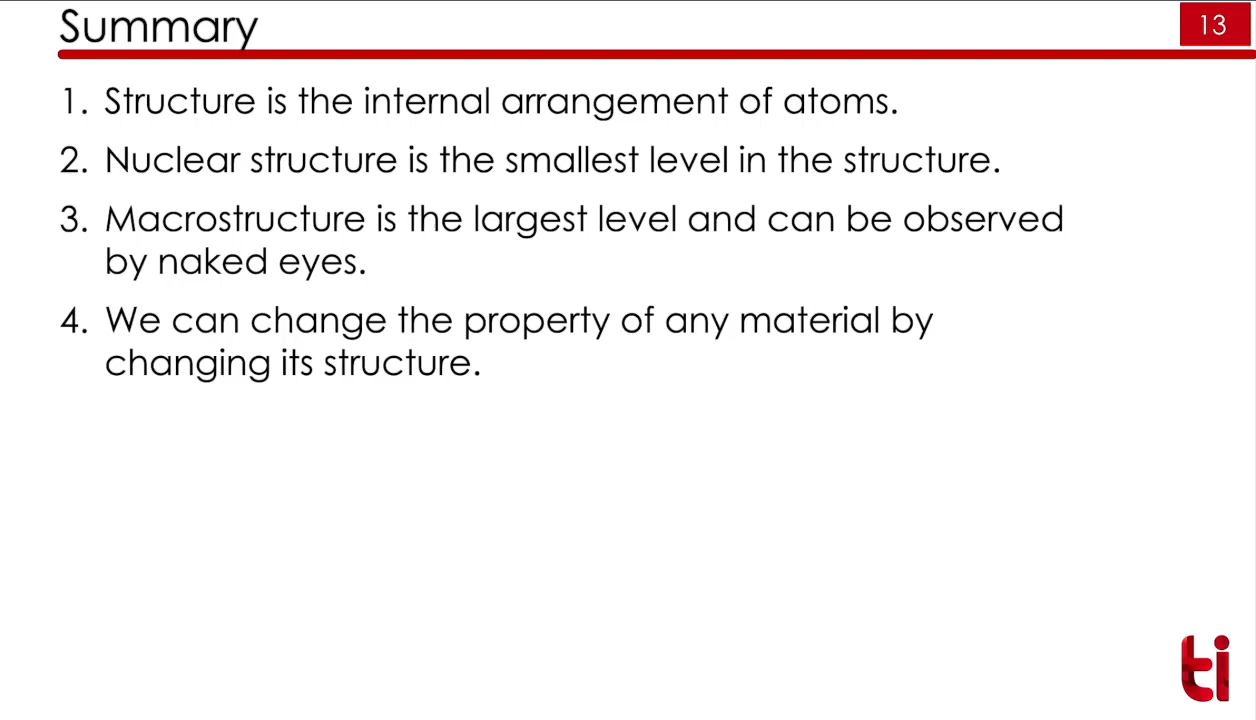 Summary
13
1. Structure is the internal arrangement of atoms.
2. Nuclear structure is the smallest level in the structure.
3. Macrostructure is the largest level and can be observed
by naked eyes.
4. We can change the property of any material by
changing its structure.
ti